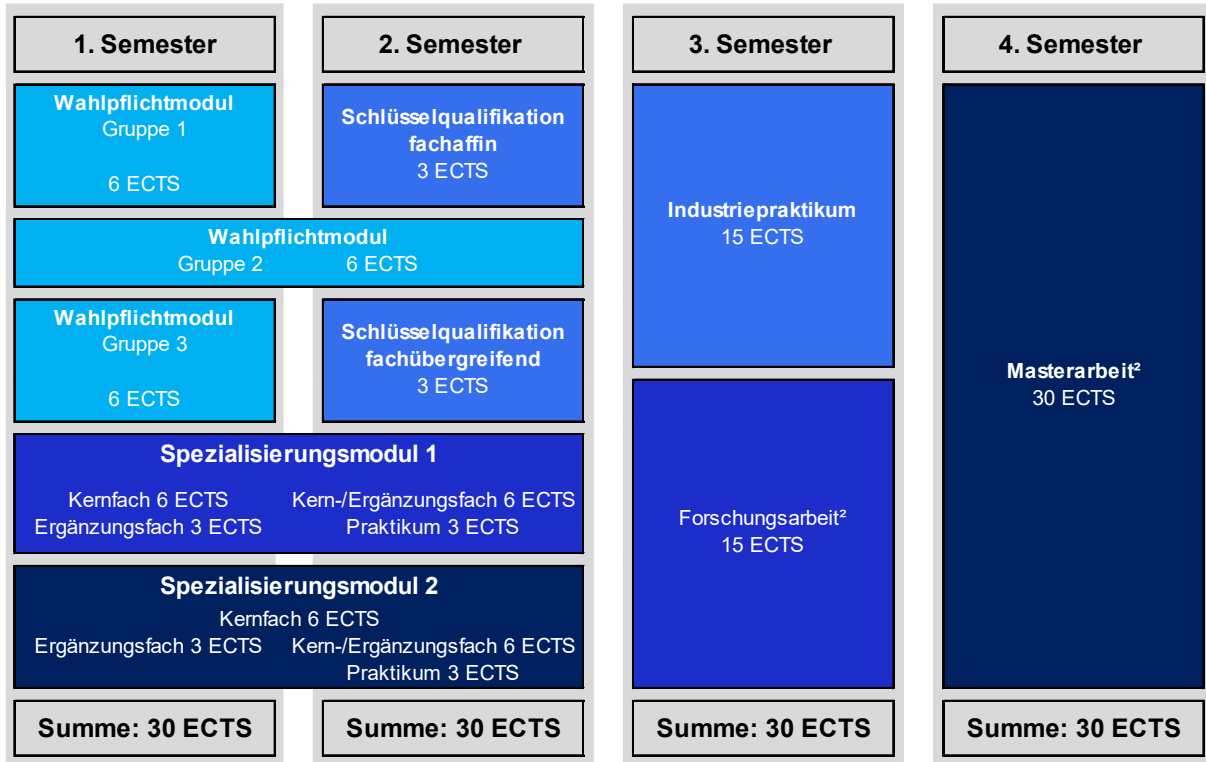 1. Semester
2. Semester
3. Semester
4. Semester
Wahlpflichtmodul
Gruppe 1
6 ECTS
Schlüsselqualifikation
fachaffin
3 ECTS
Wahlpflichtmodul
Gruppe 2 6 ECTS
Wahlpflichtmodul
Gruppe 3
6 ECTS
Schlüsselqualifikation
fachübergreifend
3 ECTS
Spezialisierungsmodul 1
Kernfach 6 ECTS Kern-/Ergänzungsfach 6 ECTS
Ergänzungsfach 3 ECTS Praktikum 3 ECTS
Spezialisierungsmodul 2
Kernfach 6 ECTS
Ergänzungsfach 3 ECTS Kern-/Ergänzungsfach 6 ECTS
Praktikum 3 ECTS
Industriepraktikum
15 ECTS
Forschungsarbeit²
15 ECTS
Masterarbeit²
30 ECTS
Summe: 30 ECTS
Summe: 30 ECTS
Summe: 30 ECTS
Summe: 30 ECTS